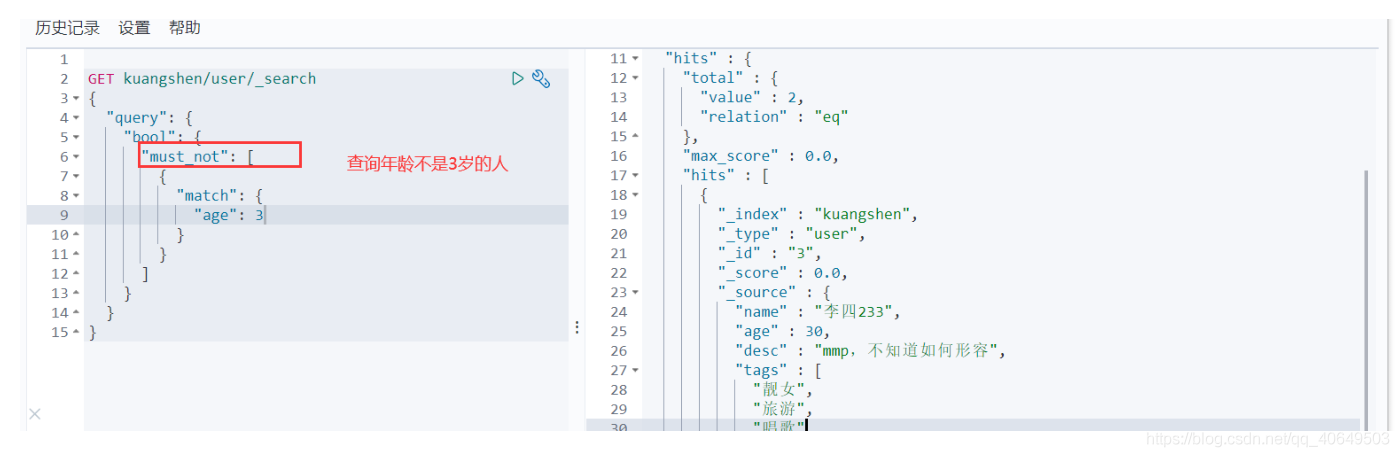 历史记录 设置 帮助
1
2 GET kuangshen/user/_search
3 {
4 "query": {
5 "bool": {
6 "must_not": [
7 {
8 "match": {
9 "age": 3
10 }
11 }
12 ]
13 }
14 }
15 }
查询年龄不是3岁的人
11 "hits" : {
12 "total" : {
13 "value" : 2,
14 "relation" : "eq"
15 },
16 "max_score" : 0.0,
17 "hits" : [
18 {
19 "_index" : "kuangshen",
20 "_type" : "user",
21 "_id" : "3",
22 "_score" : 0.0,
23 "_source" : {
24 "name" : "李四233",
25 "age" : 30,
26 "desc" : "mmp，不知道如何形容",
27 "tags" : [
28 "靓女",
29 "旅游",
30 "唱歌"
https://blog.csdn.net/qq_40649503